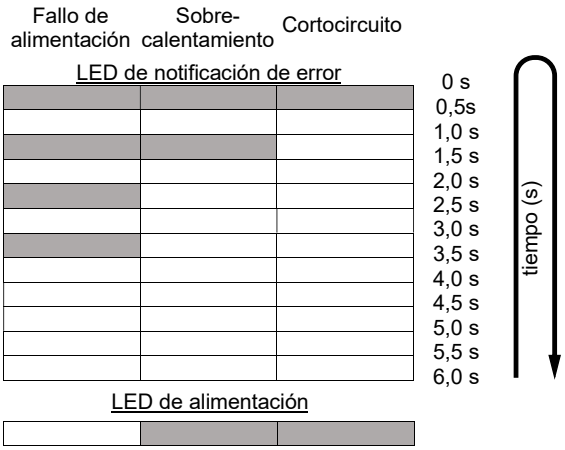 Fallo de
alimentación
Sobre-
calentamiento
Cortocircuito
LED de notificación de error
0 s
0,5s
1,0 s
1,5 s
2,0 s
2,5 s
3,0 s
3,5 s
4,0 s
4,5 s
5,0 s
5,5 s
6,0 s
tiempo (s)
LED de alimentación